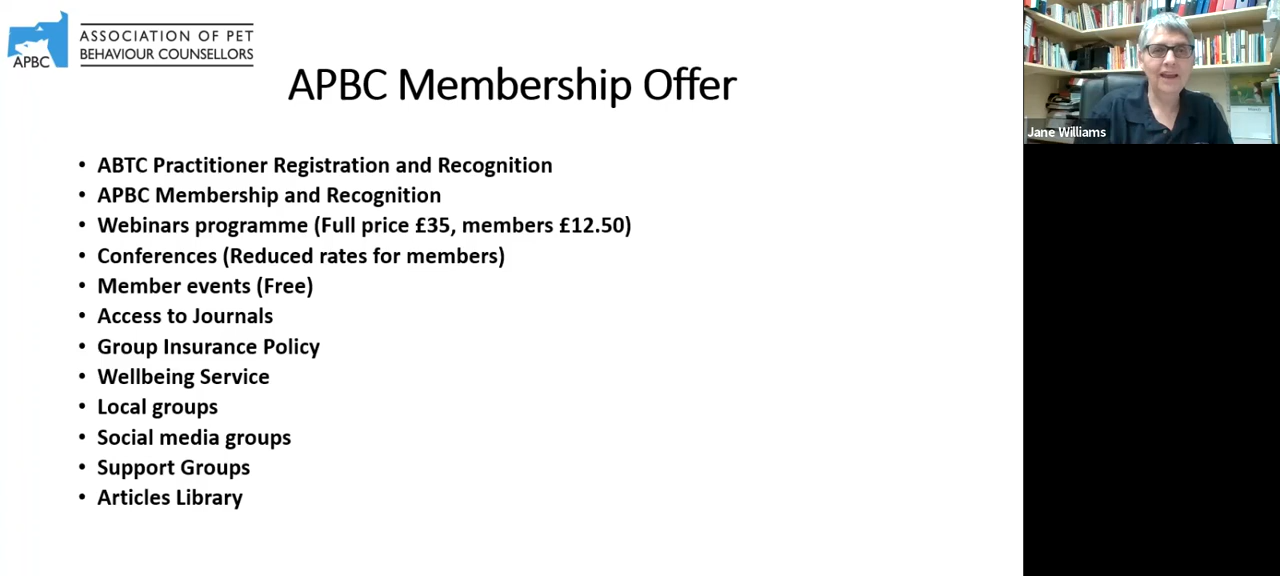 APBC
ASSOCIATION OF PET
BEHAVIOUR COUNSELLORS
APBC Membership Offer
• ABTC Practitioner Registration and Recognition
• APBC Membership and Recognition
• Webinars programme (Full price £35, members £12.50)
• Conferences (Reduced rates for members)
• Member events (Free)
• Access to Journals
• Group Insurance Policy
• Wellbeing Service
• Local groups
• Social media groups
• Support Groups
• Articles Library
Jane Williams